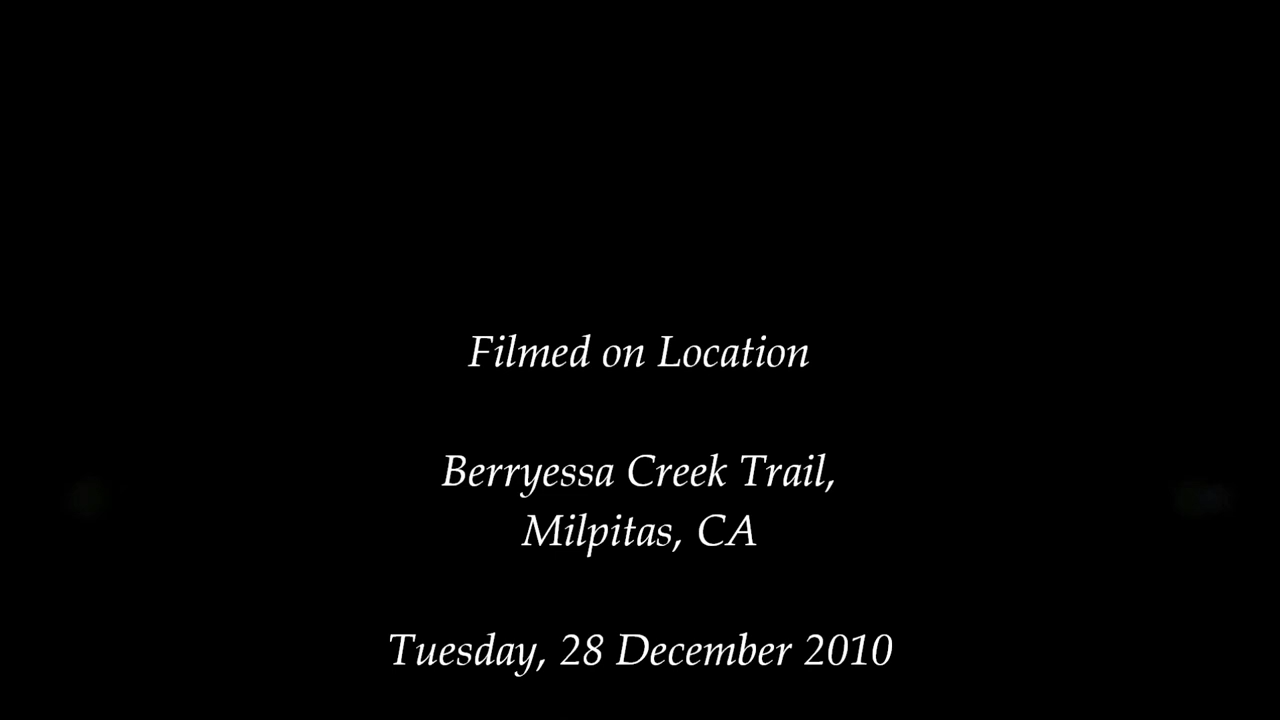 Filmed on Location
Berryessa Creek Trail,
Milpitas, CA
Tuesday, 28 December 2010